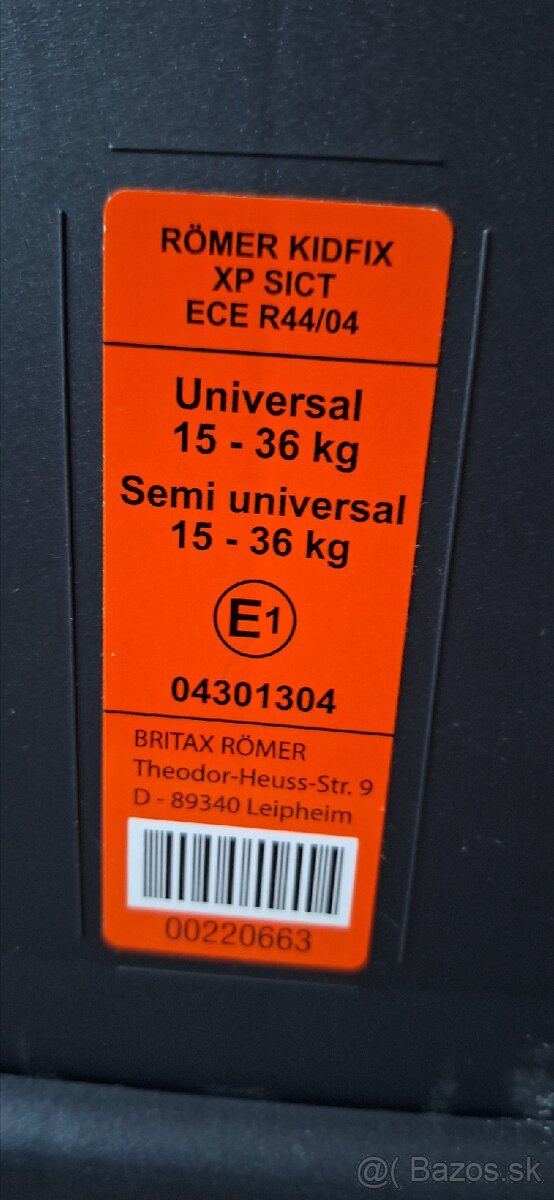 RÖMER KIDFIX
XP SICT
ECE R44/04
Universal
15 - 36 kg
Semi universal
15 - 36 kg
E1
04301304
BRITAX RÖMER
Theodor-Heuss-Str. 9
D - 89340 Leipheim
00220663
@( Bazos.sk